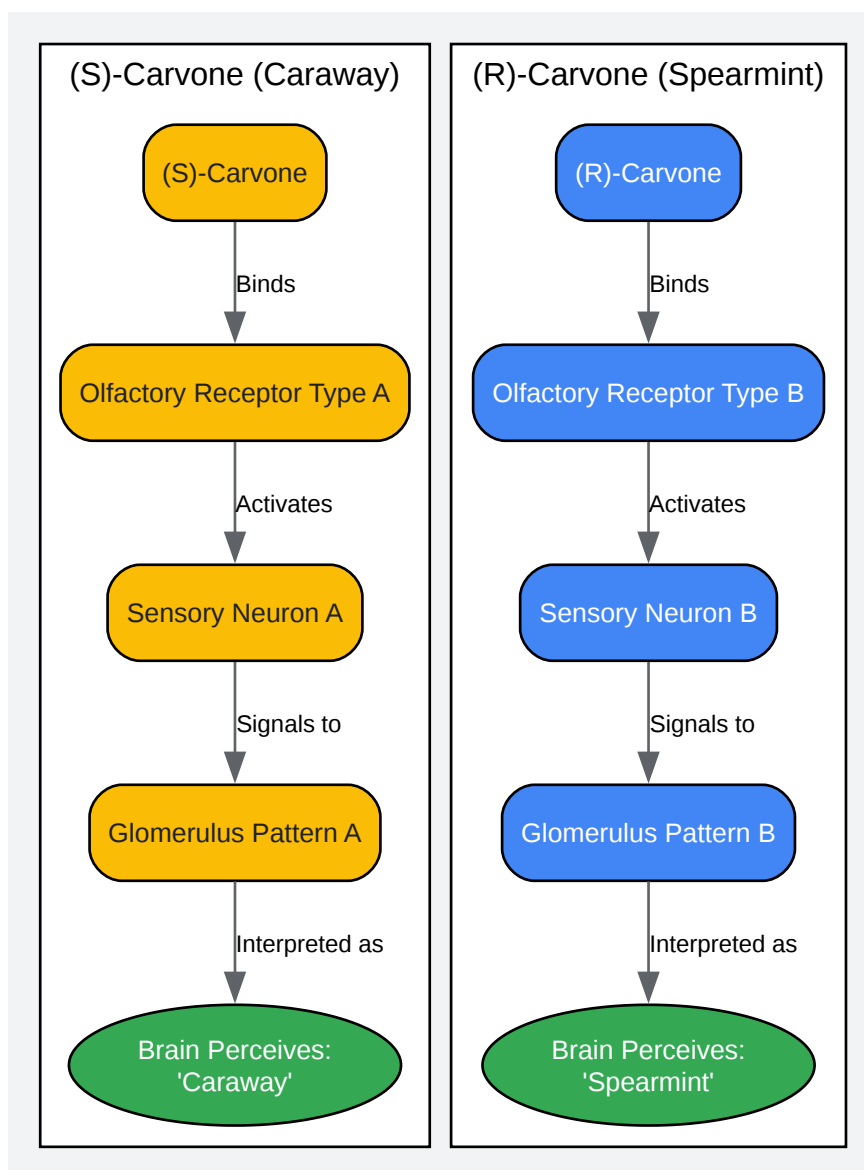 (S)-Carvone (Caraway)
(S)-Carvone
Binds
Olfactory Receptor Type A
Activates
Sensory Neuron A
Signals to
Glomerulus Pattern A
Interpreted as
Brain Perceives:
'Caraway'
(R)-Carvone (Spearmint)
(R)-Carvone
Binds
Olfactory Receptor Type B
Activates
Sensory Neuron B
Signals to
Glomerulus Pattern B
Interpreted as
Brain Perceives:
'Spearmint'